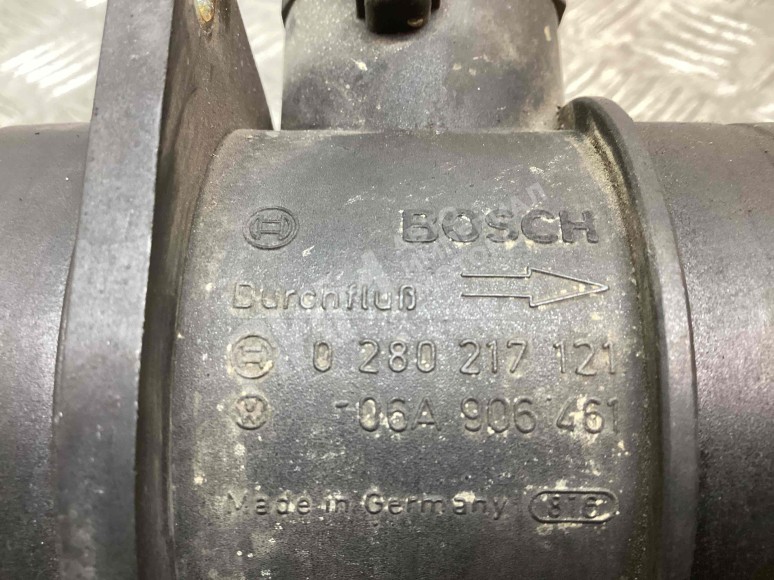 BOSCH
Durchfluß
0 280 217 121
06A 906 461
Made in Germany 816